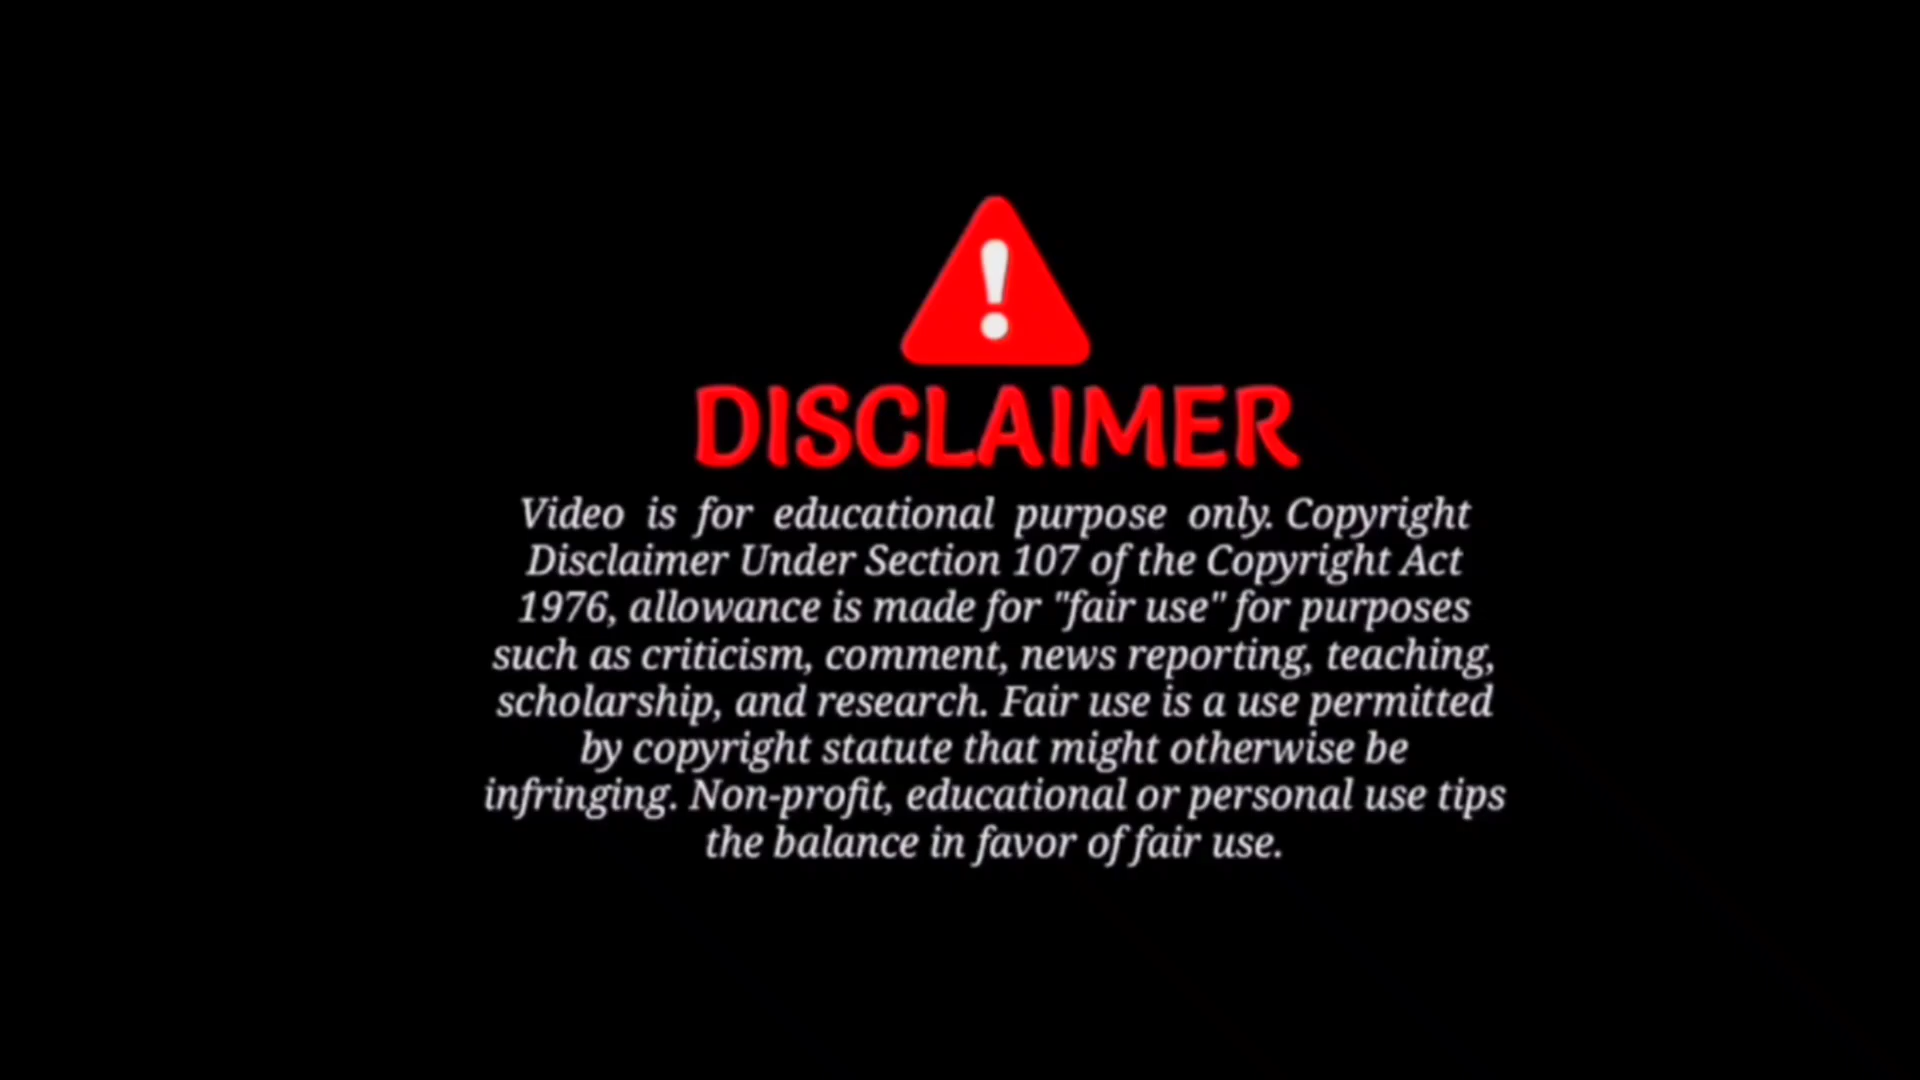 !
DISCLAIMER
Video is for educational purpose only. Copyright
Disclaimer Under Section 107 of the Copyright Act
1976, allowance is made for "fair use" for purposes
such as criticism, comment, news reporting, teaching,
scholarship, and research. Fair use is a use permitted
by copyright statute that might otherwise be
infringing. Non-profit, educational or personal use tips
the balance in favor of fair use.